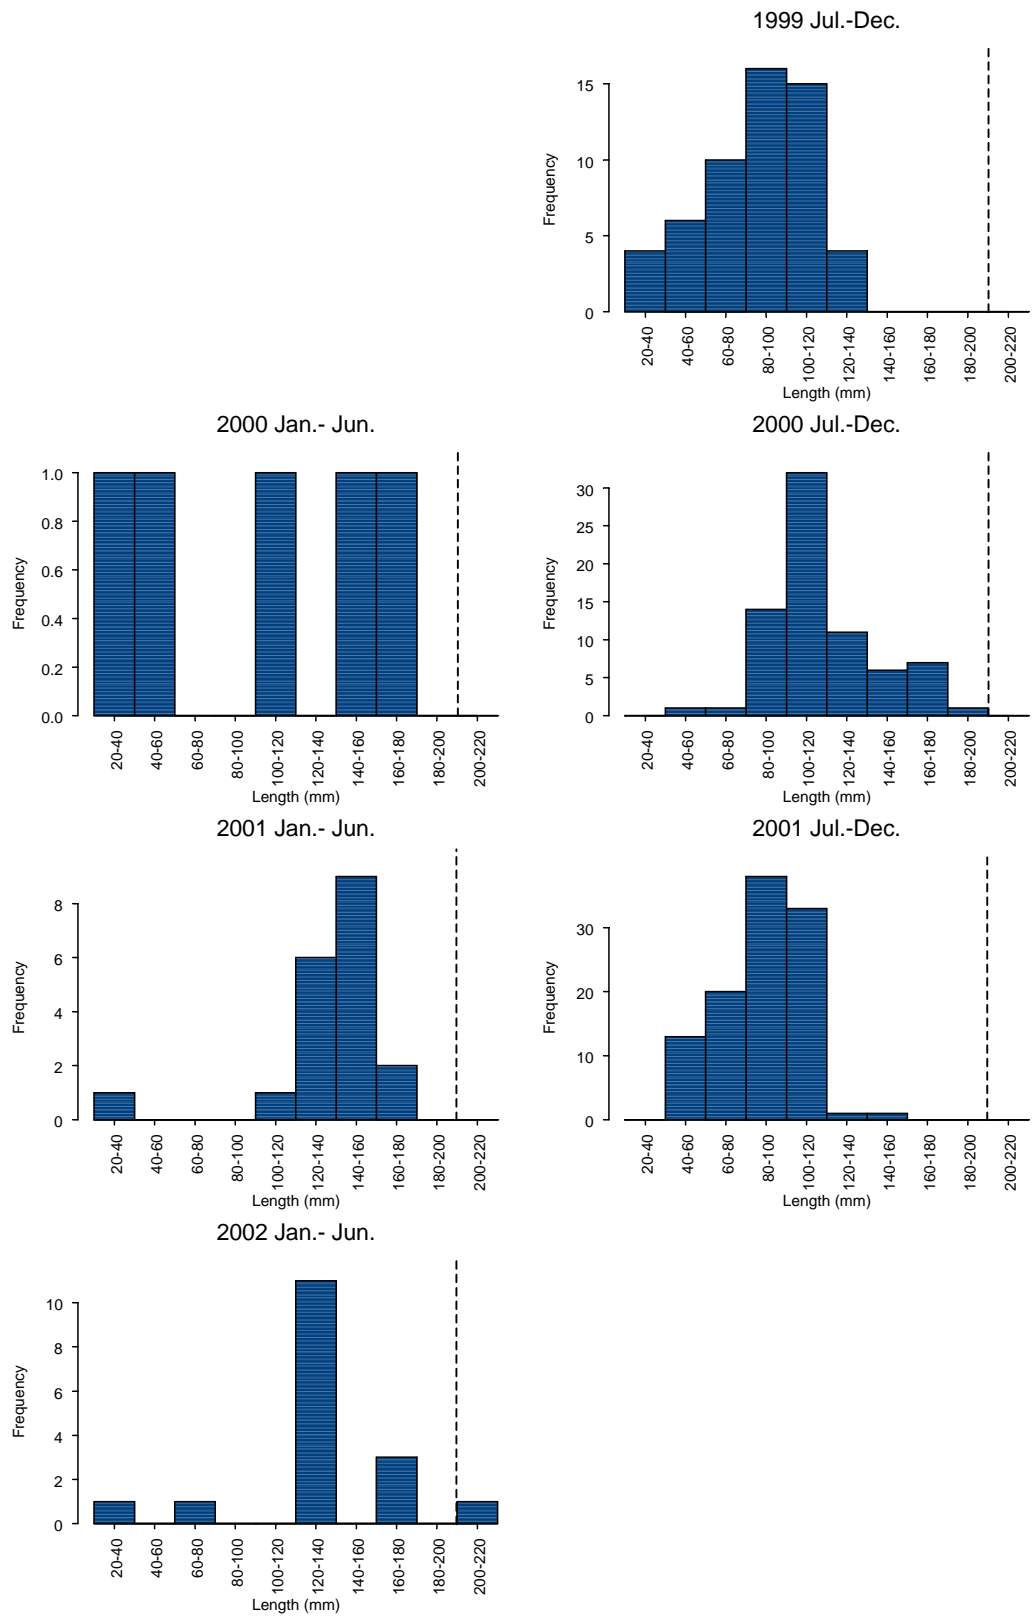 1999 Jul.-Dec.
Frequency
15
10
5
0
20-40 40-60 60-80 80-100 100-120 120-140 140-160 160-180 180-200 200-220
Length (mm)
2000 Jan.- Jun.
Frequency
1.0
0.8
0.6
0.4
0.2
0.0
20-40 40-60 60-80 80-100 100-120 120-140 140-160 160-180 180-200 200-220
Length (mm)
2000 Jul.-Dec.
Frequency
30
25
20
15
10
5
0
20-40 40-60 60-80 80-100 100-120 120-140 140-160 160-180 180-200 200-220
Length (mm)
2001 Jan.- Jun.
Frequency
8
6
4
2
0
20-40 40-60 60-80 80-100 100-120 120-140 140-160 160-180 180-200 200-220
Length (mm)
2001 Jul.-Dec.
Frequency
30
20
10
0
20-40 40-60 60-80 80-100 100-120 120-140 140-160 160-180 180-200 200-220
Length (mm)
2002 Jan.- Jun.
Frequency
10
8
6
4
2
0
20-40 40-60 60-80 80-100 100-120 120-140 140-160 160-180 180-200 200-220
Length (mm)